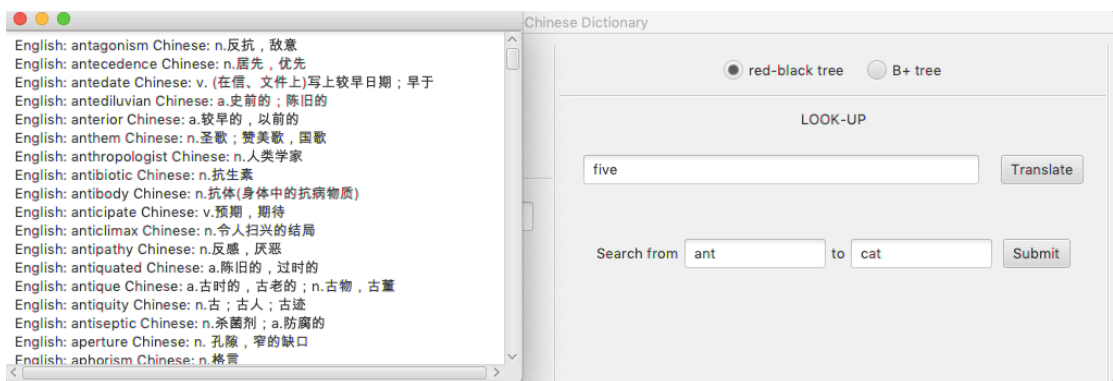 English: antagonism Chinese: n.反抗，敌意
English: antecedence Chinese: n.居先，优先
English: antedate Chinese: v. (在信、文件上)写上较早日期；早于
English: antediluvian Chinese: a.史前的；陈旧的
English: anterior Chinese: a.较早的，以前的
English: anthem Chinese: n.圣歌；赞美歌，国歌
English: anthropologist Chinese: n.人类学家
English: antibiotic Chinese: n.抗生素
English: antibody Chinese: n.抗体(身体中的抗病物质)
English: anticipate Chinese: v.预期，期待
English: anticlimax Chinese: n.令人扫兴的结局
English: antipathy Chinese: n.反感，厌恶
English: antiquated Chinese: a.陈旧的，过时的
English: antique Chinese: a.古时的，古老的；n.古物，古董
English: antiquity Chinese: n.古；古人；古迹
English: antiseptic Chinese: n.杀菌剂；a.防腐的
English: aperture Chinese: n. 孔隙，窄的缺口
English: aphorism Chinese: n.格言
-Chinese Dictionary
red-black tree B+ tree
LOOK-UP
five Translate
Search from ant to cat Submit